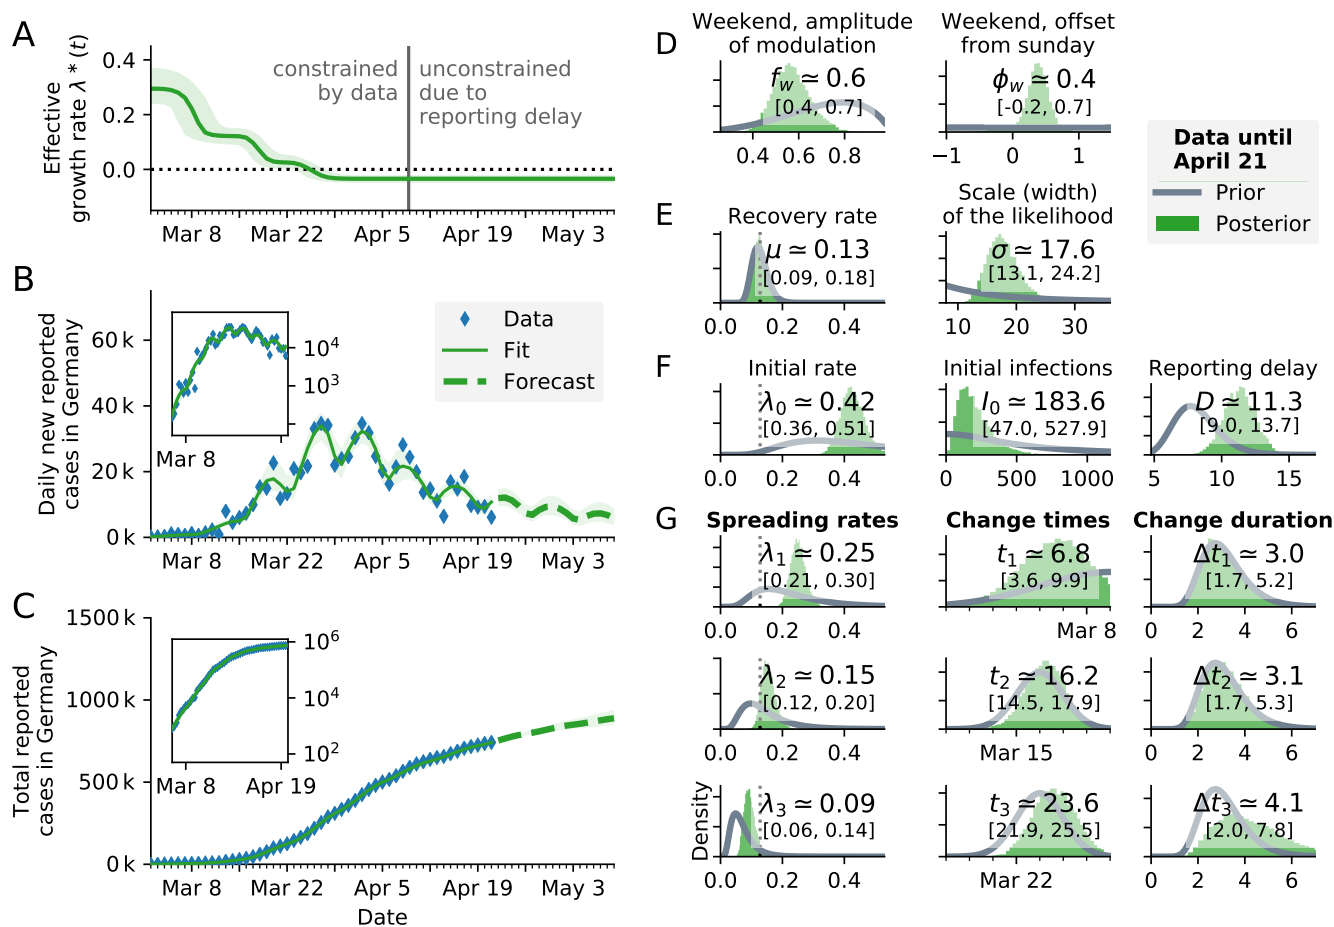 A
Effective
growth rate λ*(t)
0.4
0.2
0.0
constrained
by data
unconstrained
due to
reporting delay
Mar 8
Mar 22
Apr 5
Apr 19
May 3
B
Daily new reported
cases in Germany
60 k
40 k
20 k
0 k
10⁴
10³
Mar 8
Data
Fit
Forecast
Mar 8
Mar 22
Apr 5
Apr 19
May 3
C
Total reported
cases in Germany
1500 k
1000 k
500 k
0 k
10⁶
10⁴
10²
Mar 8
Apr 19
Mar 8
Mar 22
Apr 5
Apr 19
May 3
Date
D
Weekend, amplitude
of modulation
f_w ≃ 0.6
[0.4, 0.7]
0.4
0.6
0.8
Weekend, offset
from sunday
ϕ_w ≃ 0.4
[-0.2, 0.7]
−1
0
1
Data until
April 21
Prior
Posterior
E
Recovery rate
μ ≃ 0.13
[0.09, 0.18]
0.0
0.2
0.4
Scale (width)
of the likelihood
σ ≃ 17.6
[13.1, 24.2]
10
20
30
F
Initial rate
λ₀ ≃ 0.42
[0.36, 0.51]
0.0
0.2
0.4
Initial infections
I₀ ≃ 183.6
[47.0, 527.9]
0
500
1000
Reporting delay
D ≃ 11.3
[9.0, 13.7]
5
10
15
G
Spreading rates
Change times
Change duration
λ₁ ≃ 0.25
[0.21, 0.30]
0.0
0.2
0.4
t₁ ≃ 6.8
[3.6, 9.9]
Mar 8
Δt₁ ≃ 3.0
[1.7, 5.2]
0
2
4
6
λ₂ ≃ 0.15
[0.12, 0.20]
0.0
0.2
0.4
t₂ ≃ 16.2
[14.5, 17.9]
Mar 15
Δt₂ ≃ 3.1
[1.7, 5.3]
0
2
4
6
Density
λ₃ ≃ 0.09
[0.06, 0.14]
0.0
0.2
0.4
t₃ ≃ 23.6
[21.9, 25.5]
Mar 22
Δt₃ ≃ 4.1
[2.0, 7.8]
0
2
4
6